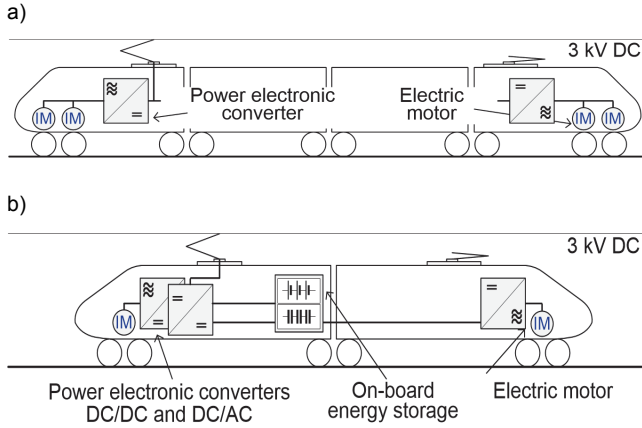 a)
3 kV DC
Power electronic
converter
Electric
motor
IM IM
IM IM
b)
3 kV DC
IM
IM
Power electronic converters
DC/DC and DC/AC
On-board
energy storage
Electric motor